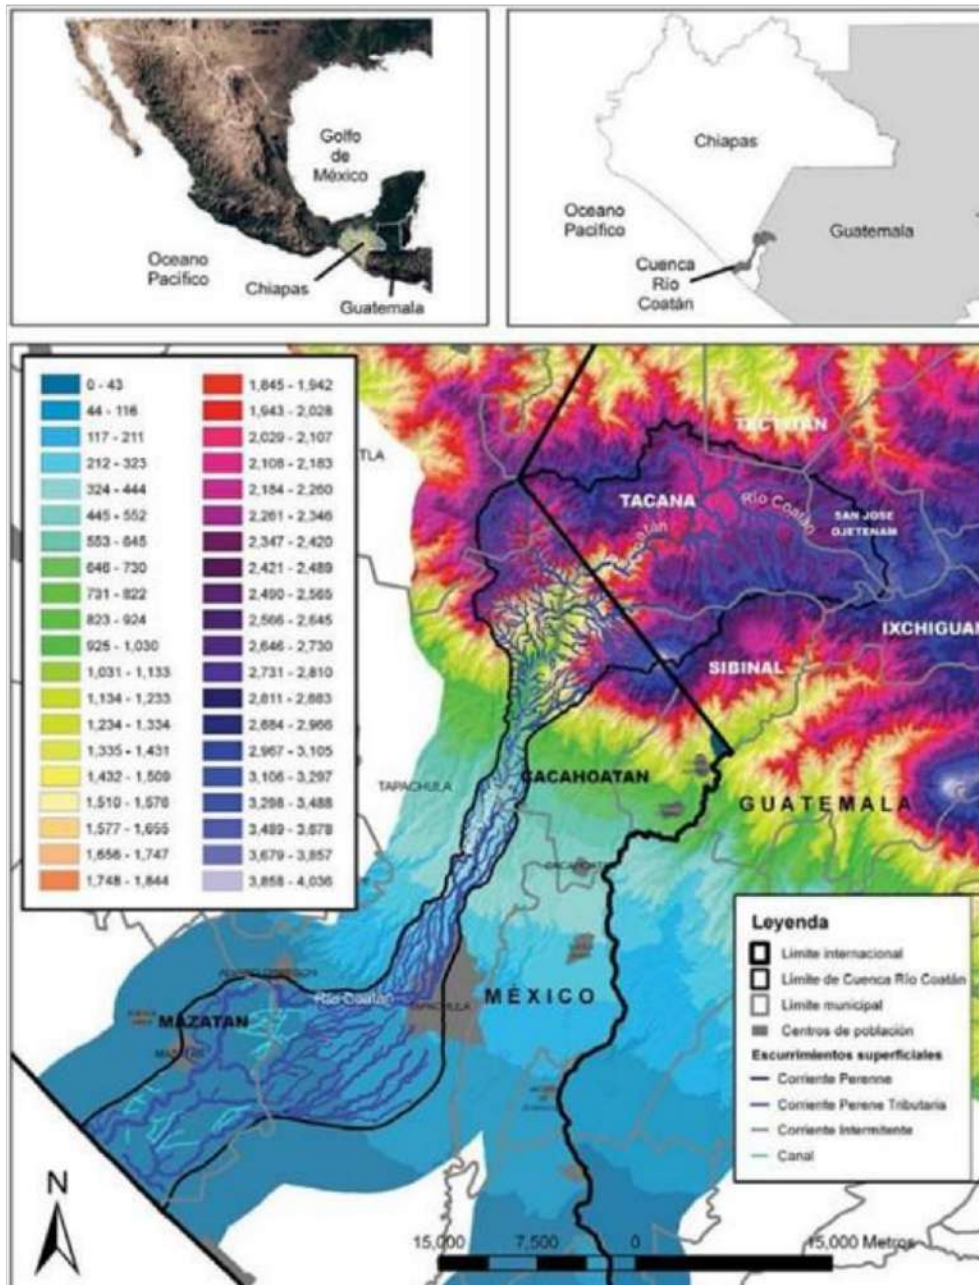 Golfo
de
México
Oceano
Pacífico
Chiapas
Guatemala
Chiapas
Oceano
Pacífico
Guatemala
Cuenca
Río
Coatán
0 - 43
44 - 116
117 - 211
212 - 323
324 - 444
445 - 552
553 - 645
646 - 730
731 - 822
823 - 924
925 - 1,030
1,031 - 1,133
1,134 - 1,233
1,234 - 1,334
1,335 - 1,431
1,432 - 1,509
1,510 - 1,576
1,577 - 1,655
1,656 - 1,747
1,748 - 1,844
1,845 - 1,942
1,943 - 2,028
2,029 - 2,107
2,108 - 2,183
2,184 - 2,260
2,261 - 2,346
2,347 - 2,420
2,421 - 2,489
2,490 - 2,565
2,566 - 2,645
2,646 - 2,730
2,731 - 2,810
2,811 - 2,883
2,884 - 2,966
2,967 - 3,105
3,106 - 3,297
3,298 - 3,488
3,489 - 3,678
3,679 - 3,857
3,858 - 4,036
TLA
TECTITAN
TACANA
Río Coatán
SAN JOSE
OJETENAM
IXCHIGUAN
SIBINAL
TAPACHULA
CACAHOATAN
GUATEMALA
Río Coatán
TAPACHULA
MÉXICO
MAZATAN
Leyenda
Límite internacional
Límite de Cuenca Río Coatán
Límite municipal
Centros de población
Escurrimientos superficiales
Corriente Perenne
Corriente Perene Tributaria
Corriente Intermitente
Canal
N
15,000 7,500 0 15,000 Metros